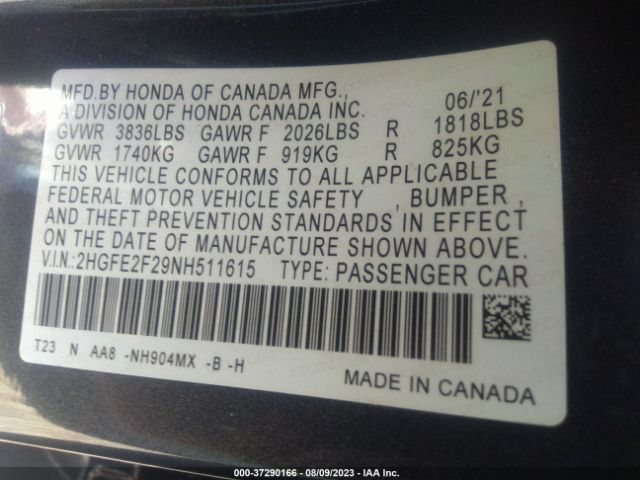 MFD.BY HONDA OF CANADA MFG., 06/'21
A DIVISION OF HONDA CANADA INC.
GVWR 3836LBS GAWR F 2026LBS R 1818LBS
GVWR 1740KG GAWR F 919KG R 825KG
THIS VEHICLE CONFORMS TO ALL APPLICABLE
FEDERAL MOTOR VEHICLE SAFETY , BUMPER ,
AND THEFT PREVENTION STANDARDS IN EFFECT
ON THE DATE OF MANUFACTURE SHOWN ABOVE.
V.I.N.:2HGFE2F29NH511615 TYPE: PASSENGER CAR
T23 N AA8 -NH904MX -B -H
MADE IN CANADA
000-37290166 - 08/09/2023 - IAA Inc.